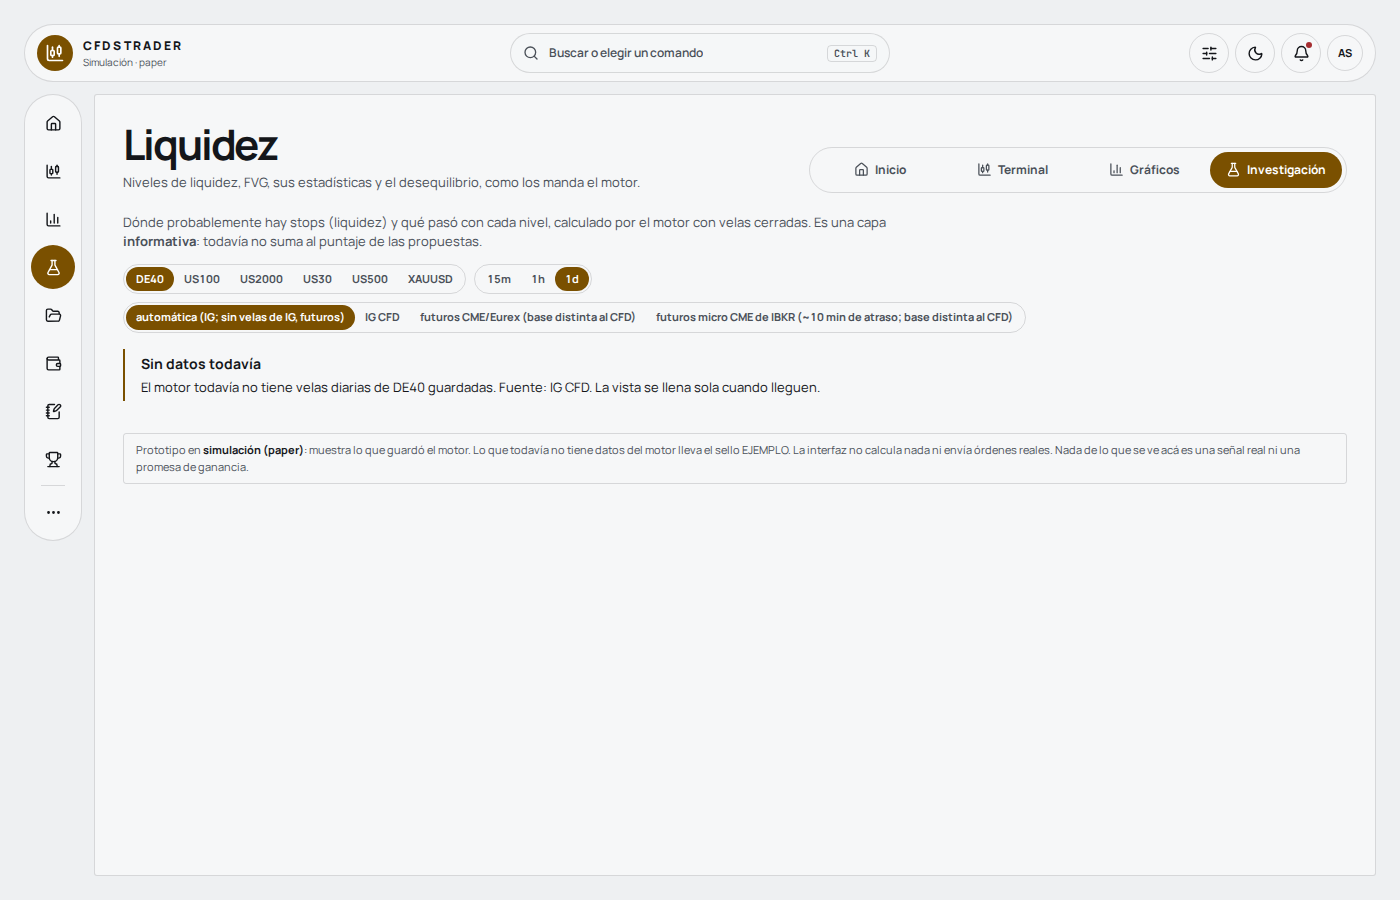 CFDSTRADER
Simulación · paper
Buscar o elegir un comando
Ctrl K
AS
Liquidez
Niveles de liquidez, FVG, sus estadísticas y el desequilibrio, como los manda el motor.
Inicio
Terminal
Gráficos
Investigación
Dónde probablemente hay stops (liquidez) y qué pasó con cada nivel, calculado por el motor con velas cerradas. Es una capa
informativa: todavía no suma al puntaje de las propuestas.
DE40 US100 US2000 US30 US500 XAUUSD
15m 1h 1d
automática (IG; sin velas de IG, futuros) IG CFD futuros CME/Eurex (base distinta al CFD) futuros micro CME de IBKR (~10 min de atraso; base distinta al CFD)
Sin datos todavía
El motor todavía no tiene velas diarias de DE40 guardadas. Fuente: IG CFD. La vista se llena sola cuando lleguen.
Prototipo en simulación (paper): muestra lo que guardó el motor. Lo que todavía no tiene datos del motor lleva el sello EJEMPLO. La interfaz no calcula nada ni envía órdenes reales. Nada de lo que se ve acá es una señal real ni una
promesa de ganancia.